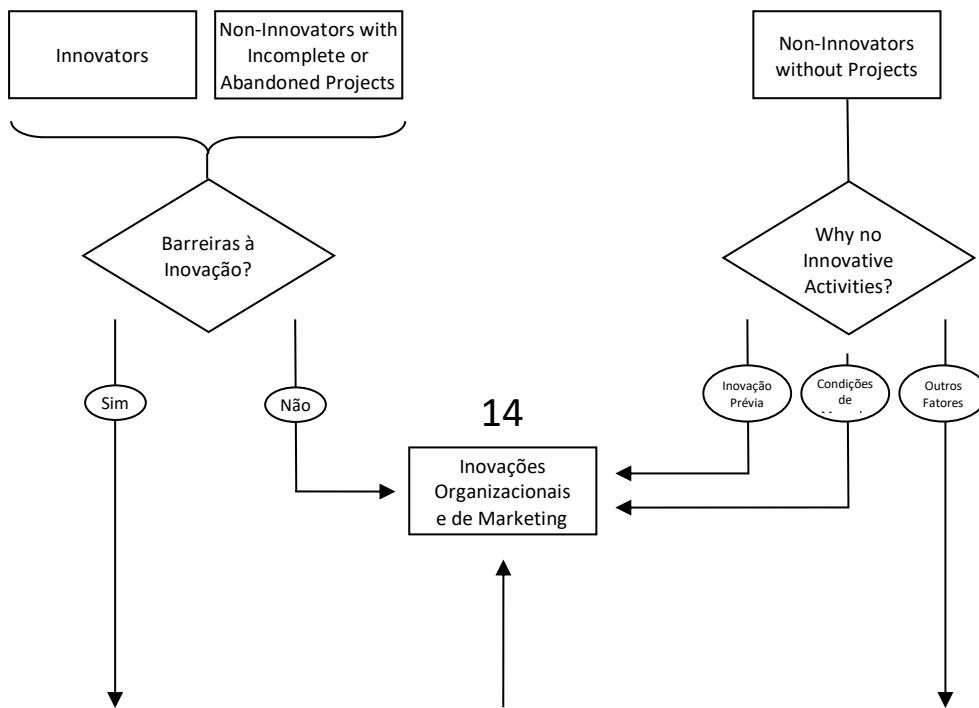 Innovators
Non-Innovators with
Incomplete or
Abandoned Projects
Non-Innovators
without Projects
Barreiras à
Inovação?
Why no
Innovative
Activities?
Sim
Não
Inovação
Prévia
Condições
de
Outros
Fatores
14
Inovações
Organizacionais
e de Marketing